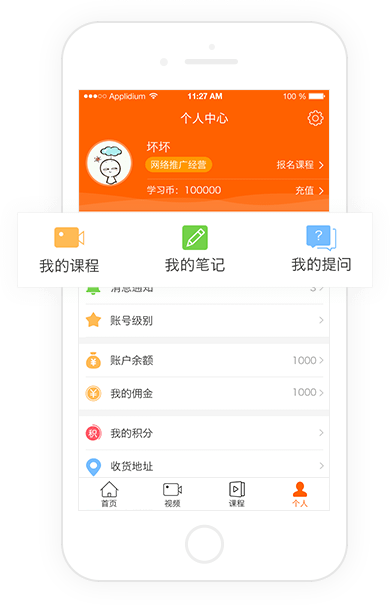 ●●●○○ Applidium 11:27 AM 100 %
个人中心
坏坏
网络推广经营 报名课程
学习币：100000 充值
我的课程 我的笔记 我的提问
消息通知 3
账号级别
账户余额 1000
我的佣金 1000
积 我的积分
收货地址
首页 视频 课程 个人